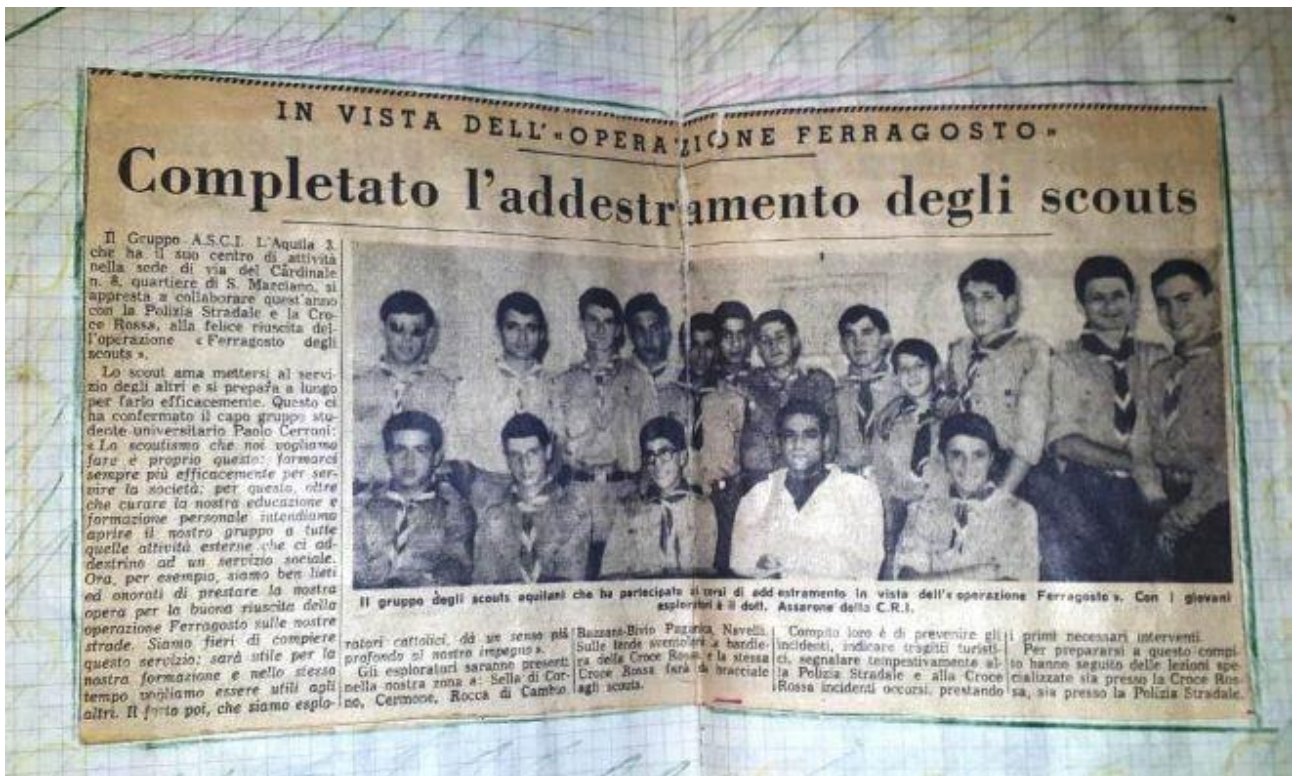 IN VISTA DELL'«OPERAZIONE FERRAGOSTO»
Completato l'addestramento degli scouts
Il Gruppo A.S.C.I. L'Aquila 3,
che ha il suo centro di attività
nella sede di via del Cardinale
n. 8, quartiere di S. Marciano, si
appresta a collaborare quest'anno
con la Polizia Stradale e la Cro-
ce Rossa, alla felice riuscita del-
l'operazione « Ferragosto degli
scouts ».
Lo scout ama mettersi al servi-
zio degli altri e si prepara a lungo
per farlo efficacemente. Questo ci
ha confermato il capo gruppo stu-
dente universitario Paolo Cerroni:
« Lo scoutismo che noi vogliamo
fare è proprio questo: formarci
sempre più efficacemente per ser-
vire la società; per questo, oltre
che curare la nostra educazione e
formazione personale intendiamo
aprire il nostro gruppo a tutte
quelle attività esterne che ci ad-
destrino ad un servizio sociale.
Ora, per esempio, siamo ben lieti
ed onorati di prestare la nostra
opera per la buona riuscita della
operazione Ferragosto sulle nostre
strade. Siamo fieri di compiere
questo servizio; sarà utile per la
nostra formazione e nello stesso
tempo vogliamo essere utili agli
altri. Il fatto poi, che siamo esplo-
Il gruppo degli scouts aquilani che ha partecipato ai corsi di addestramento in vista dell'« operazione Ferragosto ». Con i giovani
esploratori è il dott. Assarone della C.R.I.
ratori cattolici, dà un senso più
profondo al nostro impegno ».
Gli esploratori saranno presenti
nella nostra zona a: Sella di Cor-
no, Cermone, Rocca di Cambio
Bazzano-Bivio Paganica, Navelli.
Sulle tende sventolerà la bandie-
ra della Croce Rossa e la stessa
Croce Rossa farà da bracciale
agli scouts.
Compito loro è di prevenire gli
incidenti, indicare tragitti turisti-
ci, segnalare tempestivamente al-
la Polizia Stradale e alla Croce
Rossa incidenti occorsi, prestando
i primi necessari interventi.
Per prepararsi a questo compi-
to hanno seguito delle lezioni spe-
cializzate sia presso la Croce Ros-
sa, sia presso la Polizia Stradale.